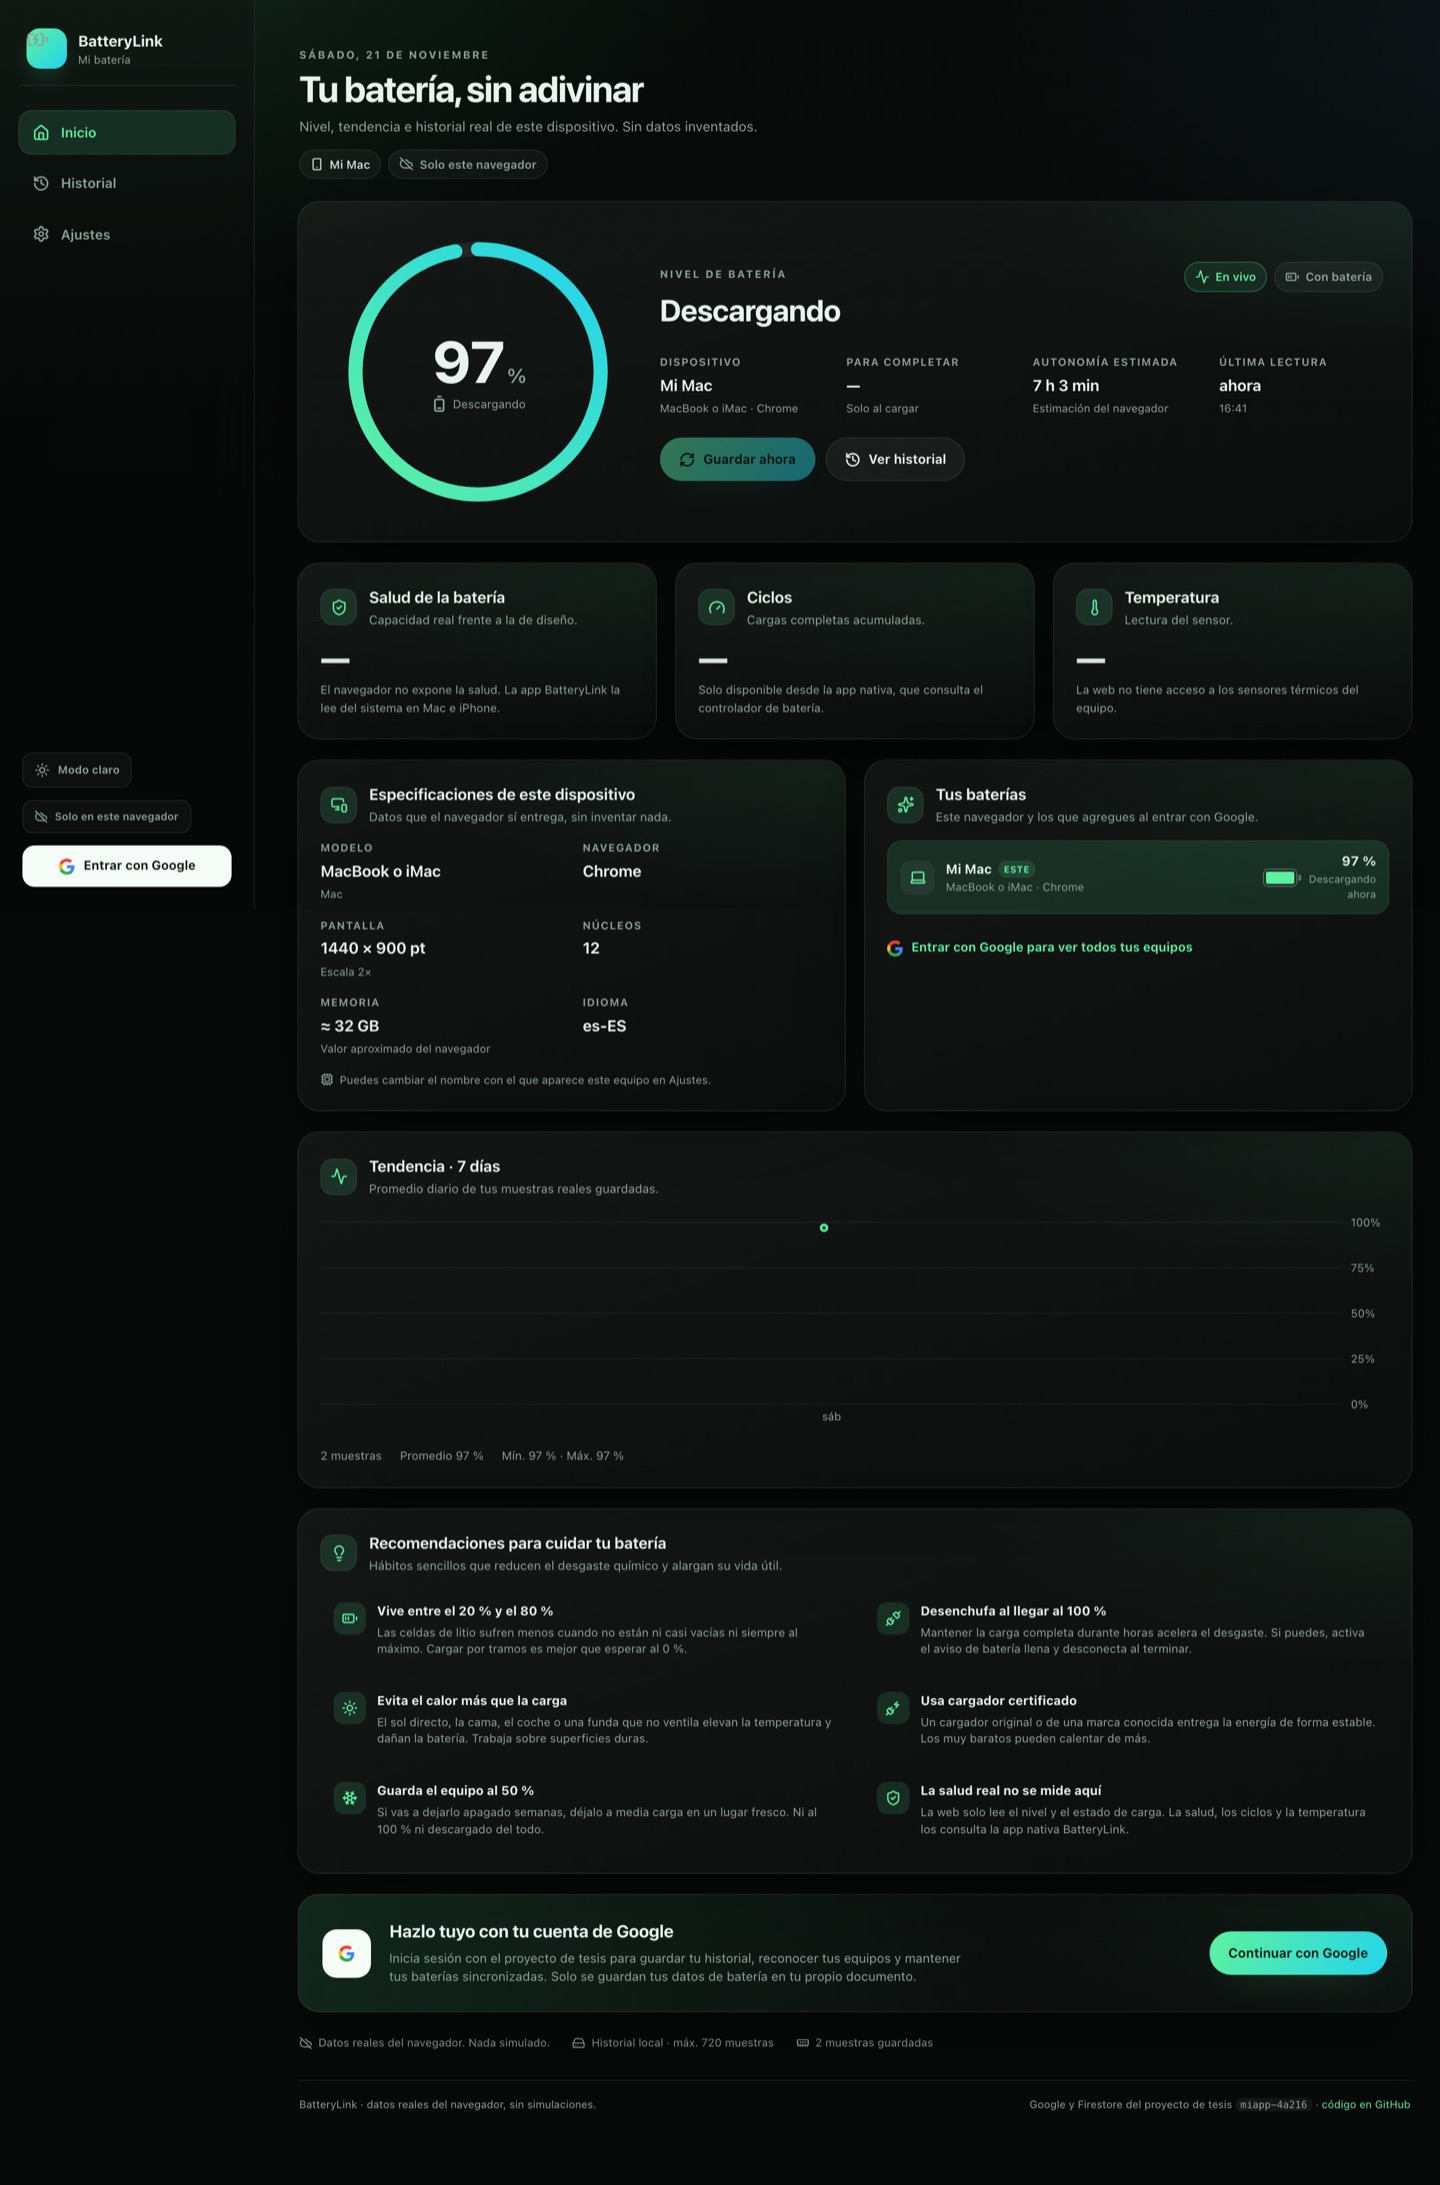 BatteryLink
Mi batería
Inicio
Historial
Ajustes
Modo claro
Solo en este navegador
Entrar con Google
SÁBADO, 21 DE NOVIEMBRE
Tu batería, sin adivinar
Nivel, tendencia e historial real de este dispositivo. Sin datos inventados.
Mi Mac
Solo este navegador
97 %
Descargando
NIVEL DE BATERÍA
En vivo
Con batería
Descargando
DISPOSITIVO
Mi Mac
MacBook o iMac · Chrome
PARA COMPLETAR
—
Solo al cargar
AUTONOMÍA ESTIMADA
7 h 3 min
Estimación del navegador
ÚLTIMA LECTURA
ahora
16:41
Guardar ahora
Ver historial
Salud de la batería
Capacidad real frente a la de diseño.
—
El navegador no expone la salud. La app BatteryLink la
lee del sistema en Mac e iPhone.
Ciclos
Cargas completas acumuladas.
—
Solo disponible desde la app nativa, que consulta el
controlador de batería.
Temperatura
Lectura del sensor.
—
La web no tiene acceso a los sensores térmicos del
equipo.
Especificaciones de este dispositivo
Datos que el navegador sí entrega, sin inventar nada.
MODELO
MacBook o iMac
Mac
NAVEGADOR
Chrome
PANTALLA
1440 × 900 pt
Escala 2×
NÚCLEOS
12
MEMORIA
≈ 32 GB
Valor aproximado del navegador
IDIOMA
es-ES
Puedes cambiar el nombre con el que aparece este equipo en Ajustes.
Tus baterías
Este navegador y los que agregues al entrar con Google.
Mi Mac ESTE
MacBook o iMac · Chrome
97 %
Descargando
ahora
Entrar con Google para ver todos tus equipos
Tendencia · 7 días
Promedio diario de tus muestras reales guardadas.
100%
75%
50%
25%
0%
sáb
2 muestras Promedio 97 % Mín. 97 % · Máx. 97 %
Recomendaciones para cuidar tu batería
Hábitos sencillos que reducen el desgaste químico y alargan su vida útil.
Vive entre el 20 % y el 80 %
Las celdas de litio sufren menos cuando no están ni casi vacías ni siempre al
máximo. Cargar por tramos es mejor que esperar al 0 %.
Desenchufa al llegar al 100 %
Mantener la carga completa durante horas acelera el desgaste. Si puedes, activa
el aviso de batería llena y desconecta al terminar.
Evita el calor más que la carga
El sol directo, la cama, el coche o una funda que no ventila elevan la temperatura y
dañan la batería. Trabaja sobre superficies duras.
Usa cargador certificado
Un cargador original o de una marca conocida entrega la energía de forma estable.
Los muy baratos pueden calentar de más.
Guarda el equipo al 50 %
Si vas a dejarlo apagado semanas, déjalo a media carga en un lugar fresco. Ni al
100 % ni descargado del todo.
La salud real no se mide aquí
La web solo lee el nivel y el estado de carga. La salud, los ciclos y la temperatura
los consulta la app nativa BatteryLink.
Hazlo tuyo con tu cuenta de Google
Inicia sesión con el proyecto de tesis para guardar tu historial, reconocer tus equipos y mantener
tus baterías sincronizadas. Solo se guardan tus datos de batería en tu propio documento.
Continuar con Google
Datos reales del navegador. Nada simulado.
Historial local · máx. 720 muestras
2 muestras guardadas
BatteryLink · datos reales del navegador, sin simulaciones.
Google y Firestore del proyecto de tesis miapp-4a216 · código en GitHub